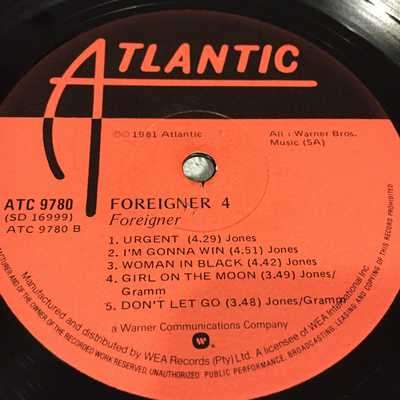 ATLANTIC
℗© 1981 Atlantic
All : Warner Bros.
Music (SA)
ATC 9780
(SD 16999)
ATC 9780 B
FOREIGNER 4
Foreigner
1. URGENT (4.29) Jones
2. I'M GONNA WIN (4.51) Jones
3. WOMAN IN BLACK (4.42) Jones
4. GIRL ON THE MOON (3.49) Jones/
Gramm
5. DON'T LET GO (3.48) Jones/Gramm
a Warner Communications Company
Manufactured and distributed by WEA Records (Pty) Ltd. A licensee of WEA International Inc
AND OF THE OWNER OF THE RECORDED WORK RESERVED. UNAUTHORIZED PUBLIC PERFORMANCE, BROADCASTING, LEASING AND COPYING OF THIS RECORD PROHIBITED